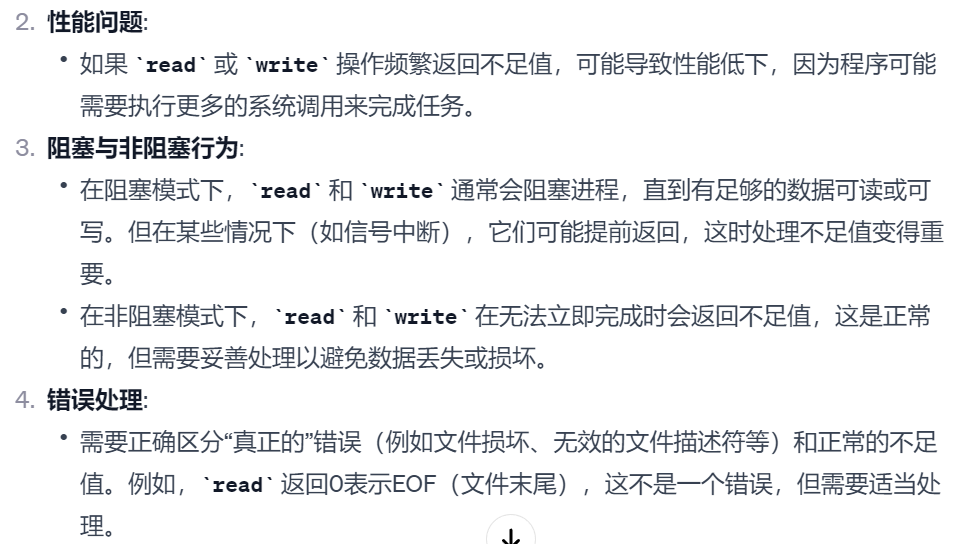 2. 性能问题:
• 如果 `read` 或 `write` 操作频繁返回不足值，可能导致性能低下，因为程序可能
需要执行更多的系统调用来完成任务。
3. 阻塞与非阻塞行为:
• 在阻塞模式下，`read` 和 `write` 通常会阻塞进程，直到有足够的数据可读或可
写。但在某些情况下（如信号中断），它们可能提前返回，这时处理不足值变得重
要。
• 在非阻塞模式下，`read` 和 `write` 在无法立即完成时会返回不足值，这是正常
的，但需要妥善处理以避免数据丢失或损坏。
4. 错误处理:
• 需要正确区分“真正的”错误（例如文件损坏、无效的文件描述符等）和正常的不足
值。例如，`read` 返回0表示EOF（文件末尾），这不是一个错误，但需要适当处
理。